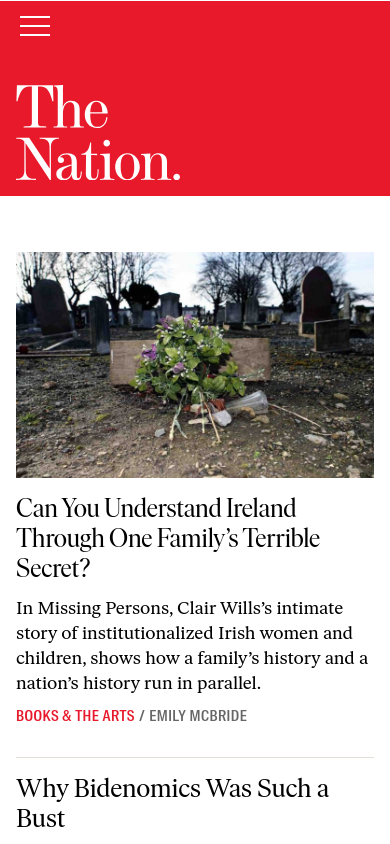 The
Nation.
Can You Understand Ireland
Through One Family’s Terrible
Secret?
In Missing Persons, Clair Wills’s intimate
story of institutionalized Irish women and
children, shows how a family’s history and a
nation’s history run in parallel.
BOOKS & THE ARTS / EMILY MCBRIDE
Why Bidenomics Was Such a
Bust